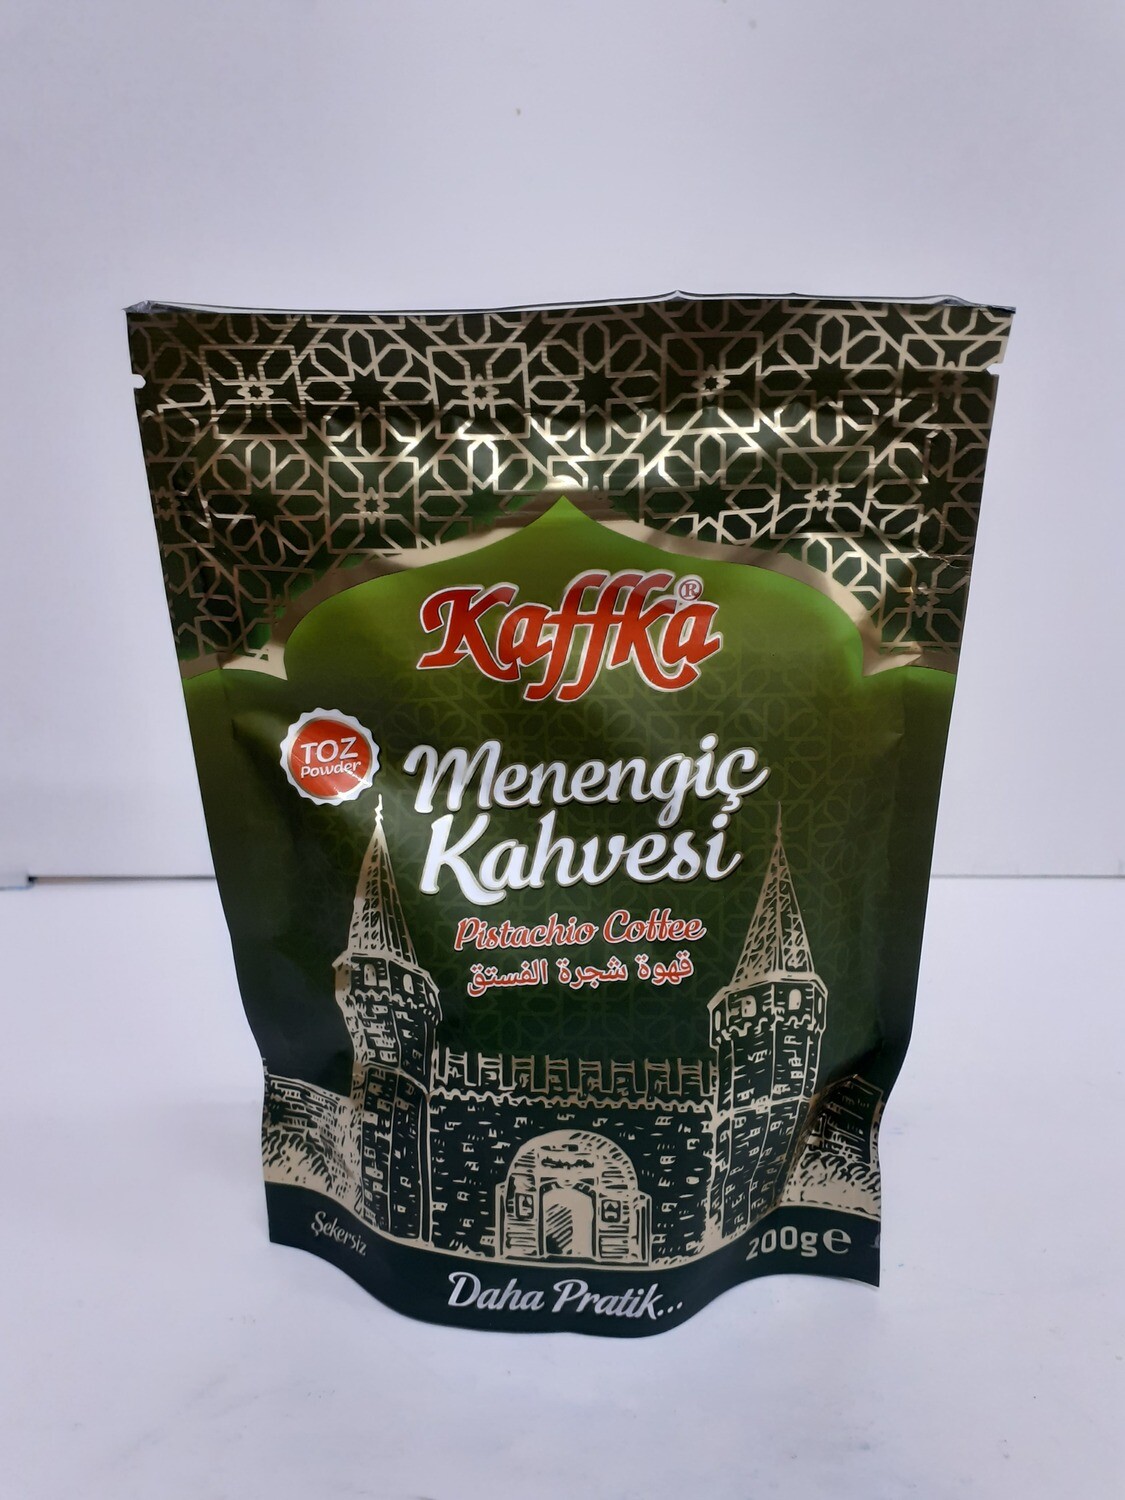 Kaffka®
TOZ
Powder
Menengiç
Kahvesi
Pistachio Coffee
قهوة شجرة الفستق
Şekersiz
200g ℮
Daha Pratik...